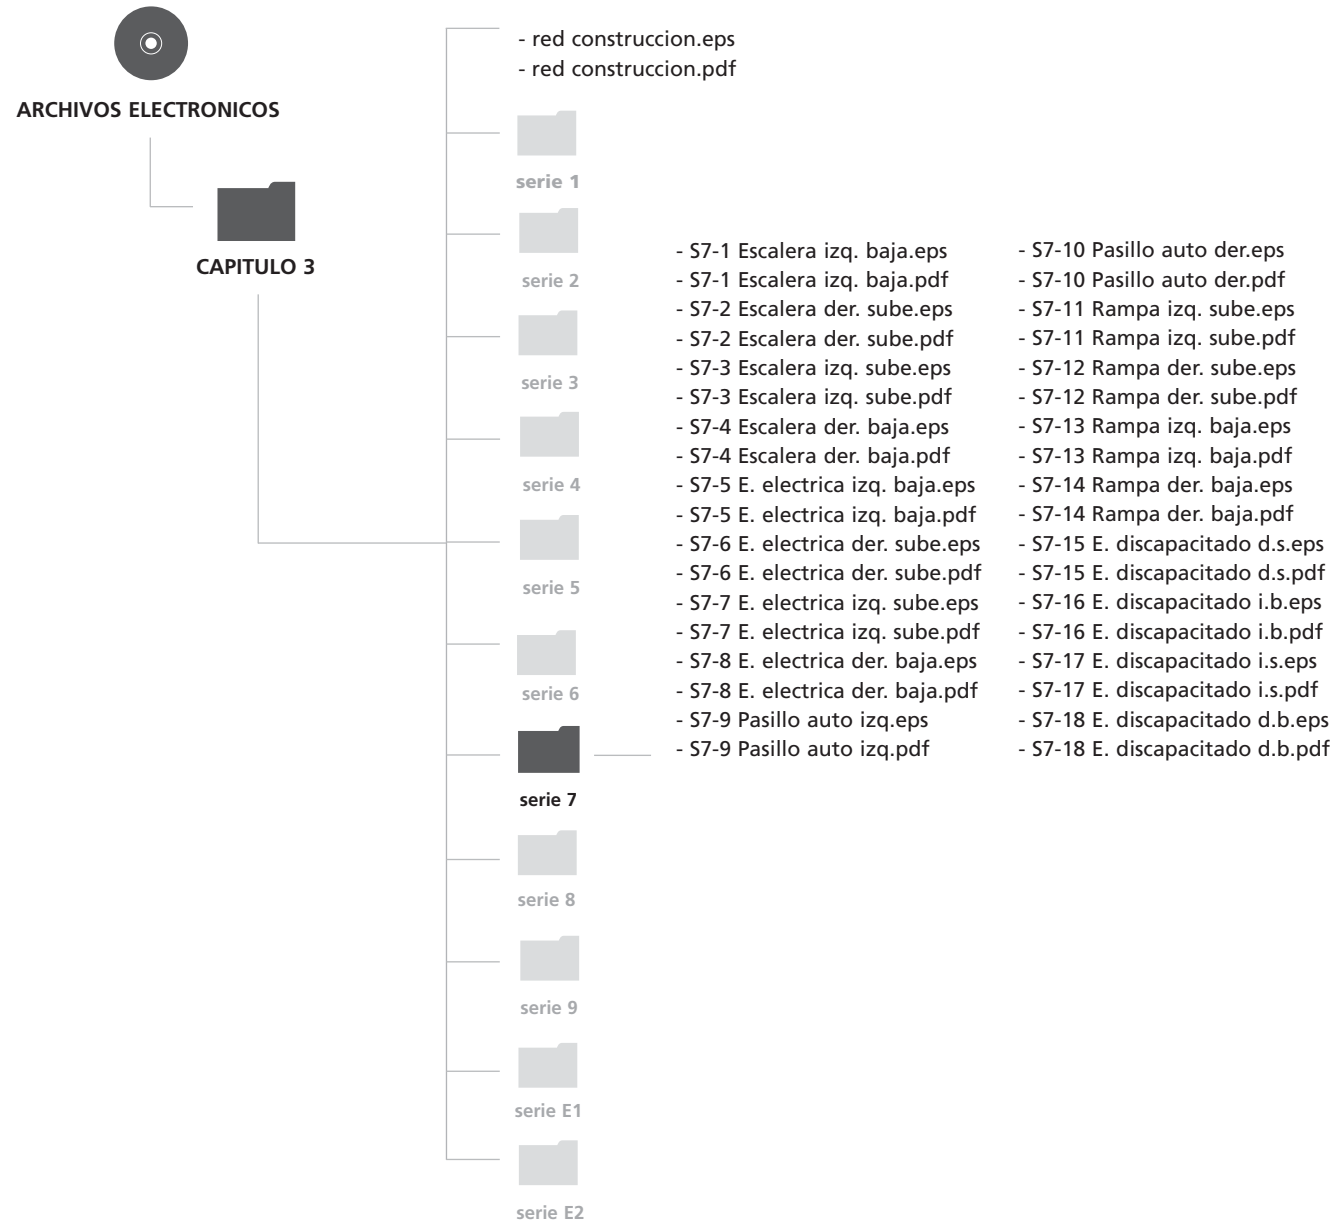 ARCHIVOS ELECTRONICOS
CAPITULO 3
- red construccion.eps
- red construccion.pdf
serie 1
serie 2
serie 3
serie 4
serie 5
serie 6
serie 7
- S7-1 Escalera izq. baja.eps
- S7-1 Escalera izq. baja.pdf
- S7-2 Escalera der. sube.eps
- S7-2 Escalera der. sube.pdf
- S7-3 Escalera izq. sube.eps
- S7-3 Escalera izq. sube.pdf
- S7-4 Escalera der. baja.eps
- S7-4 Escalera der. baja.pdf
- S7-5 E. electrica izq. baja.eps
- S7-5 E. electrica izq. baja.pdf
- S7-6 E. electrica der. sube.eps
- S7-6 E. electrica der. sube.pdf
- S7-7 E. electrica izq. sube.eps
- S7-7 E. electrica izq. sube.pdf
- S7-8 E. electrica der. baja.eps
- S7-8 E. electrica der. baja.pdf
- S7-9 Pasillo auto izq.eps
- S7-9 Pasillo auto izq.pdf
- S7-10 Pasillo auto der.eps
- S7-10 Pasillo auto der.pdf
- S7-11 Rampa izq. sube.eps
- S7-11 Rampa izq. sube.pdf
- S7-12 Rampa der. sube.eps
- S7-12 Rampa der. sube.pdf
- S7-13 Rampa izq. baja.eps
- S7-13 Rampa izq. baja.pdf
- S7-14 Rampa der. baja.eps
- S7-14 Rampa der. baja.pdf
- S7-15 E. discapacitado d.s.eps
- S7-15 E. discapacitado d.s.pdf
- S7-16 E. discapacitado i.b.eps
- S7-16 E. discapacitado i.b.pdf
- S7-17 E. discapacitado i.s.eps
- S7-17 E. discapacitado i.s.pdf
- S7-18 E. discapacitado d.b.eps
- S7-18 E. discapacitado d.b.pdf
serie 8
serie 9
serie E1
serie E2